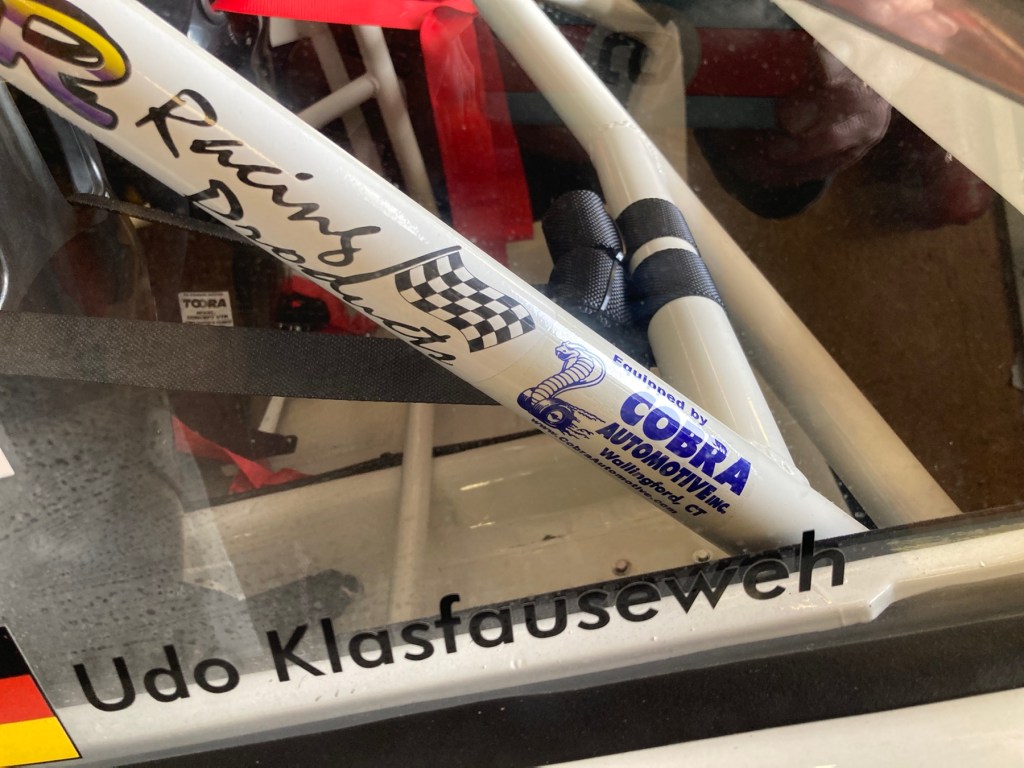 Racing
Products
Equipped by
COBRA
AUTOMOTIVE INC.
Wallingford, CT
www.CobraAutomotive.com
TOORA
Udo Klasfauseweh